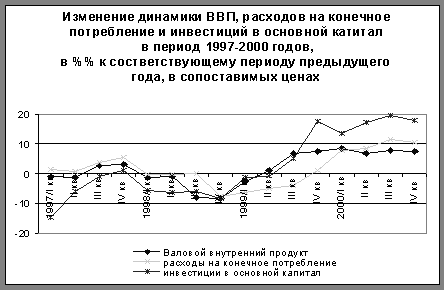 Изменение динамики ВВП, расходов на конечное
потребление и инвестиций в основной катитал
в период 1997-2000 годов,
в %% к состветствующему периоду предыдущего
года, в сопоставимых ценах
20
10
0
-10
-20
1997/I кв
II кв
III кв
IV кв
1998/I кв
II кв
III кв
IV кв
1999/I кв
II кв
III кв
IV кв
2000/I кв
II кв
III кв
IV кв
Валовой внутренний продукт
расходы на конечное потребление
инвестиции в основной капитал